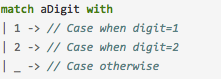 match aDigit with
| 1 -> // Case when digit=1
| 2 -> // Case when digit=2
| _ -> // Case otherwise